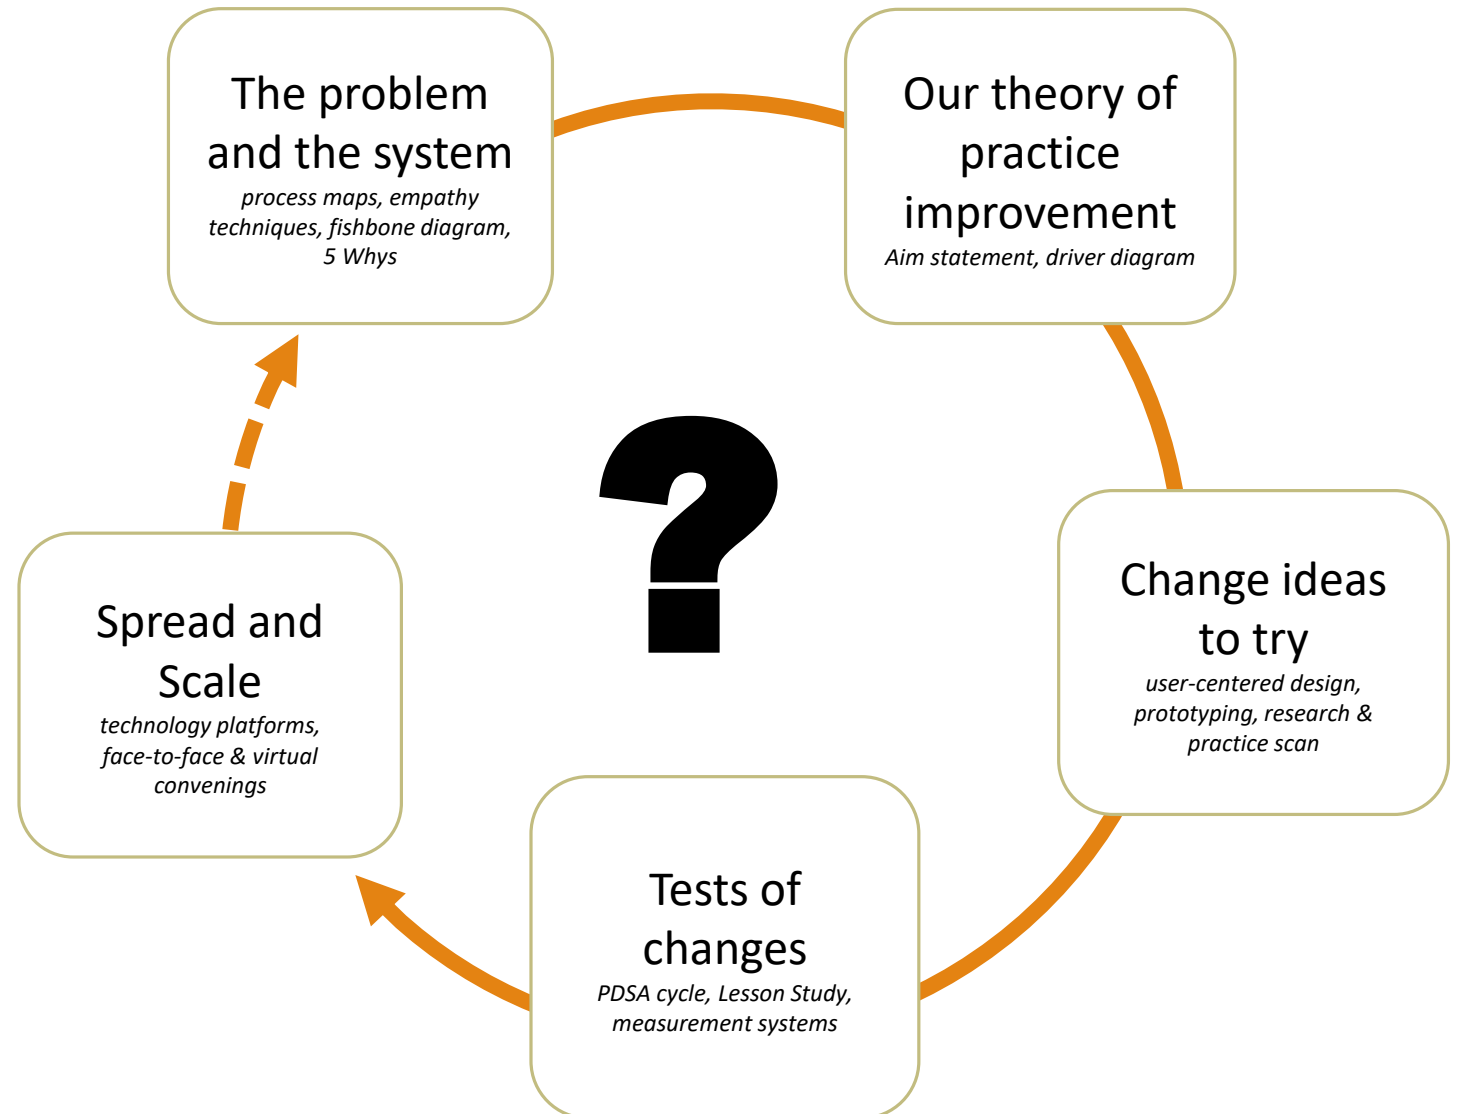 The problem
and the system
process maps, empathy
techniques, fishbone diagram,
5 Whys
Our theory of
practice
improvement
Aim statement, driver diagram
Change ideas
to try
user-centered design,
prototyping, research &
practice scan
Tests of
changes
PDSA cycle, Lesson Study,
measurement systems
Spread and
Scale
technology platforms,
face-to-face & virtual
convenings
?